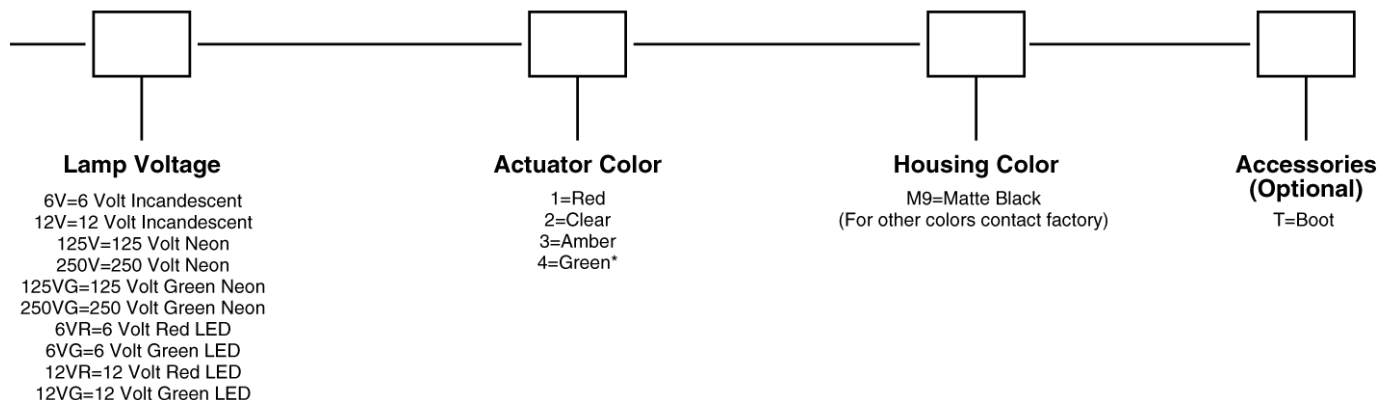 Lamp Voltage
6V=6 Volt Incandescent
12V=12 Volt Incandescent
125V=125 Volt Neon
250V=250 Volt Neon
125VG=125 Volt Green Neon
250VG=250 Volt Green Neon
6VR=6 Volt Red LED
6VG=6 Volt Green LED
12VR=12 Volt Red LED
12VG=12 Volt Green LED
Actuator Color
1=Red
2=Clear
3=Amber
4=Green*
Housing Color
M9=Matte Black
(For other colors contact factory)
Accessories
(Optional)
T=Boot